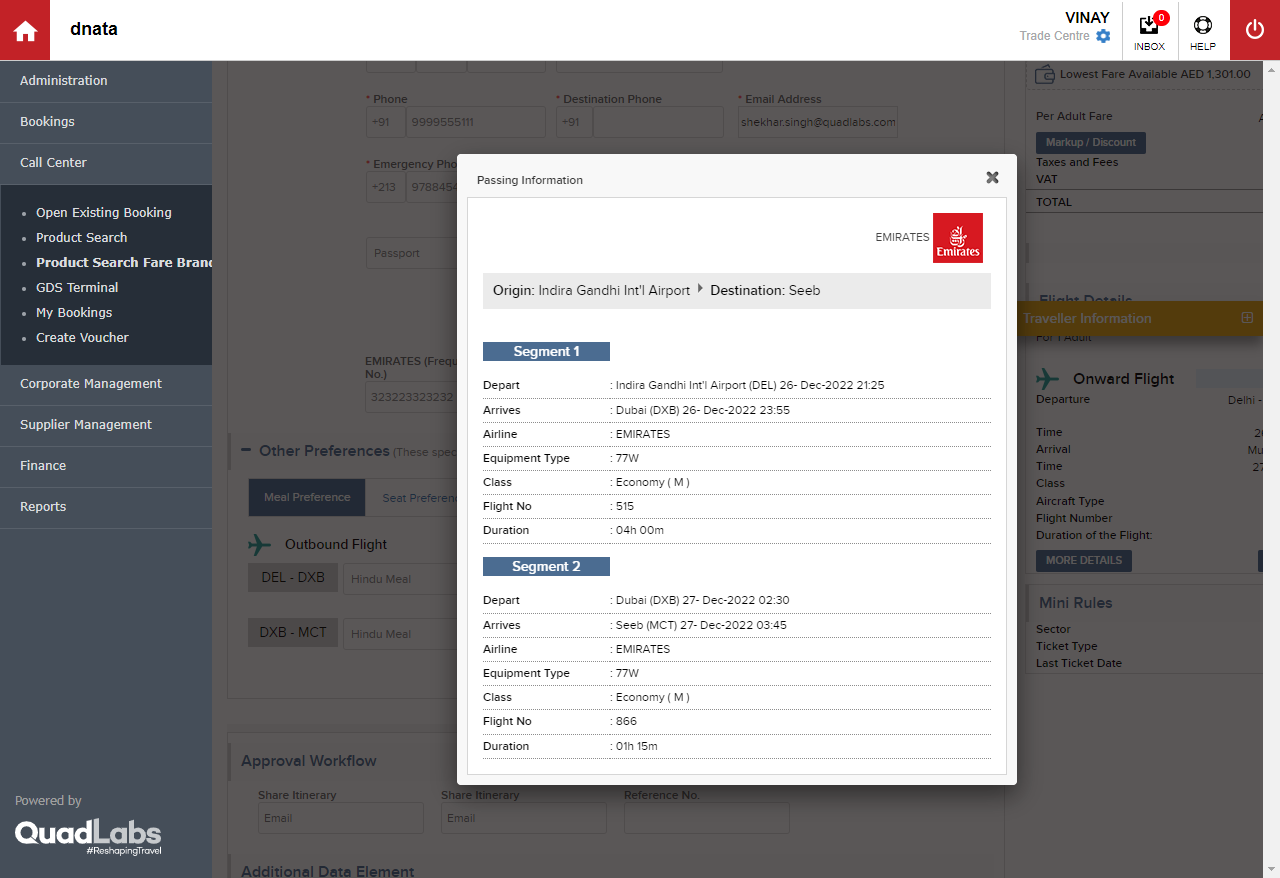 dnata
VINAY
Trade Centre
0
INBOX
HELP
Administration
Bookings
Call Center
Open Existing Booking
Product Search
Product Search Fare Bran
GDS Terminal
My Bookings
Create Voucher
Corporate Management
Supplier Management
Finance
Reports
Powered by
QuadLabs
#ReshapingTravel
* Phone
* Destination Phone
* Email Address
+91
9999555111
+91
shekhar.singh@quadlabs.com
* Emergency Pho
+213
9788454
Passport
EMIRATES (Frequ
No.)
323223323232
Other Preferences (These spec
Meal Preference
Seat Preferen
Outbound Flight
DEL - DXB
Hindu Meal
DXB - MCT
Hindu Meal
Approval Workflow
Share Itinerary
Share Itinerary
Reference No.
Email
Email
Additional Data Element
Passing Information
EMIRATES
Emirates
Origin: Indira Gandhi Int'l Airport Destination: Seeb
Segment 1
Depart : Indira Gandhi Int'l Airport (DEL) 26- Dec-2022 21:25
Arrives : Dubai (DXB) 26- Dec-2022 23:55
Airline : EMIRATES
Equipment Type : 77W
Class : Economy ( M )
Flight No : 515
Duration : 04h 00m
Segment 2
Depart : Dubai (DXB) 27- Dec-2022 02:30
Arrives : Seeb (MCT) 27- Dec-2022 03:45
Airline : EMIRATES
Equipment Type : 77W
Class : Economy ( M )
Flight No : 866
Duration : 01h 15m
Lowest Fare Available AED 1,301.00
Per Adult Fare
Markup / Discount
Taxes and Fees
VAT
TOTAL
Flight Details
Traveller Information
For 1 Adult
Onward Flight
Departure Delhi -
Time 26
Arrival Mu
Time 27
Class
Aircraft Type
Flight Number
Duration of the Flight:
MORE DETAILS
Mini Rules
Sector
Ticket Type
Last Ticket Date